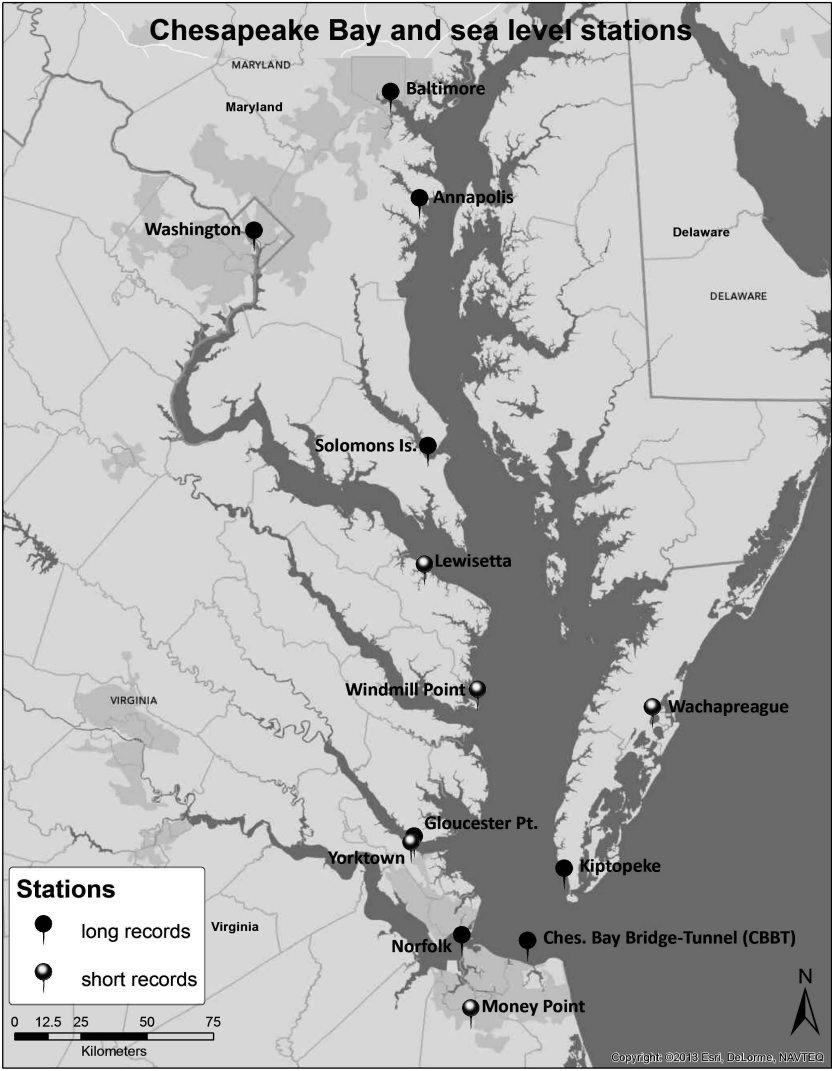 Chesapeake Bay and sea level stations
MARYLAND
Baltimore
Maryland
Annapolis
Washington
Delaware
DELAWARE
Solomons Is.
Lewisetta
Windmill Point
VIRGINIA
Wachapreague
Gloucester Pt.
Yorktown
Kiptopeke
Stations
long records
short records
Virginia
Norfolk
Ches. Bay Bridge-Tunnel (CBBT)
Money Point
N
0 12.5 25 50 75
Kilometers
Copyright: ©2013 Esri, DeLorme, NAVTEQ